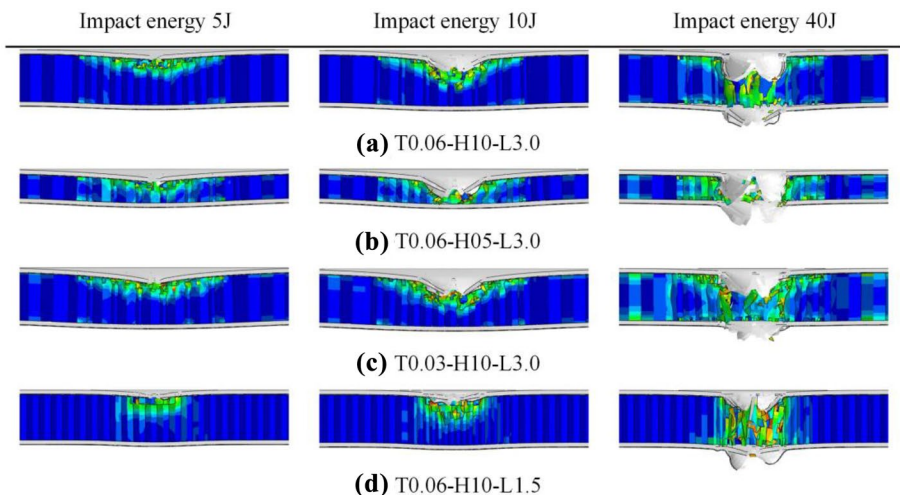 Impact energy 5J Impact energy 10J Impact energy 40J
(a) T0.06-H10-L3.0
(b) T0.06-H05-L3.0
(c) T0.03-H10-L3.0
(d) T0.06-H10-L1.5